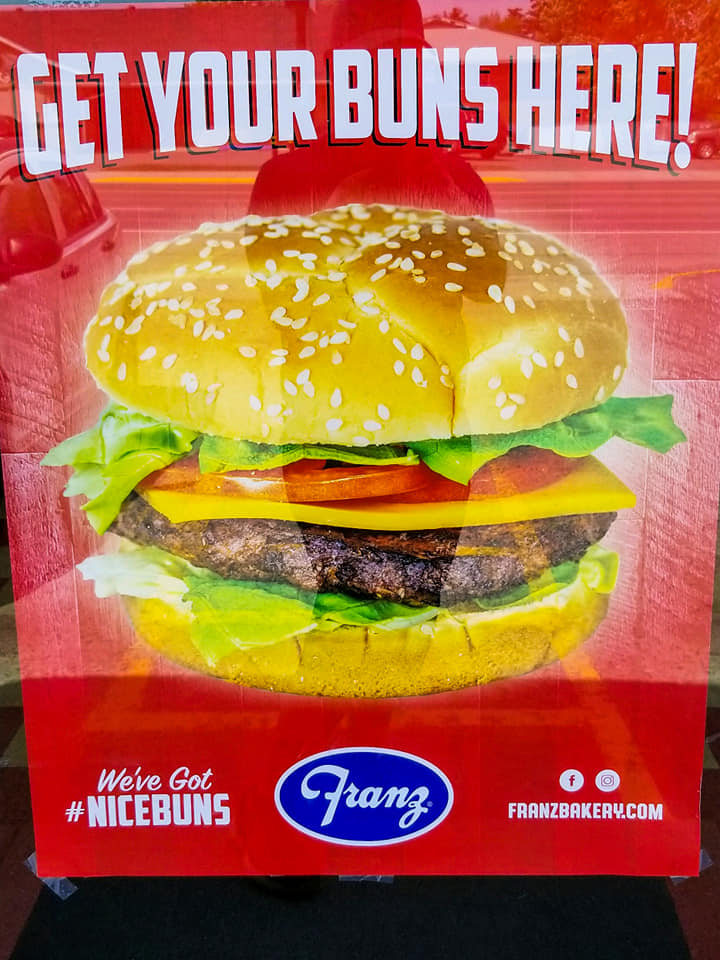 GET YOUR BUNS HERE!
We've Got
#NICEBUNS
Franz
f
FRANZBAKERY.COM